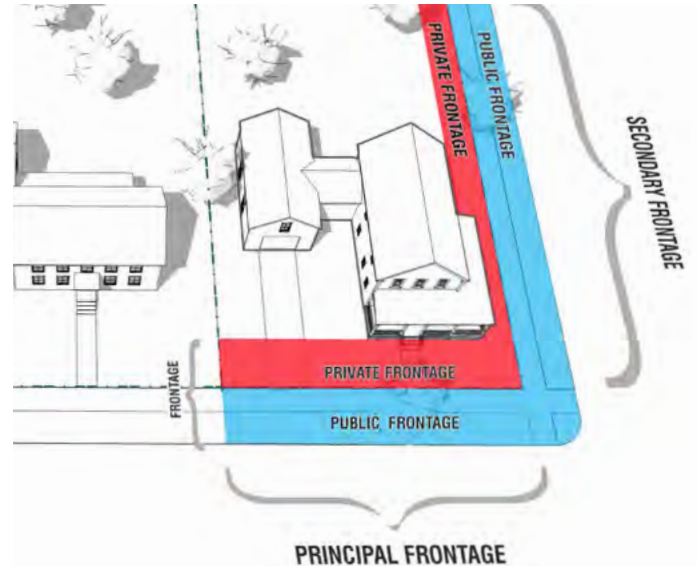 PRIVATE FRONTAGE
PUBLIC FRONTAGE
SECONDARY FRONTAGE
FRONTAGE
PRIVATE FRONTAGE
PUBLIC FRONTAGE
PRINCIPAL FRONTAGE